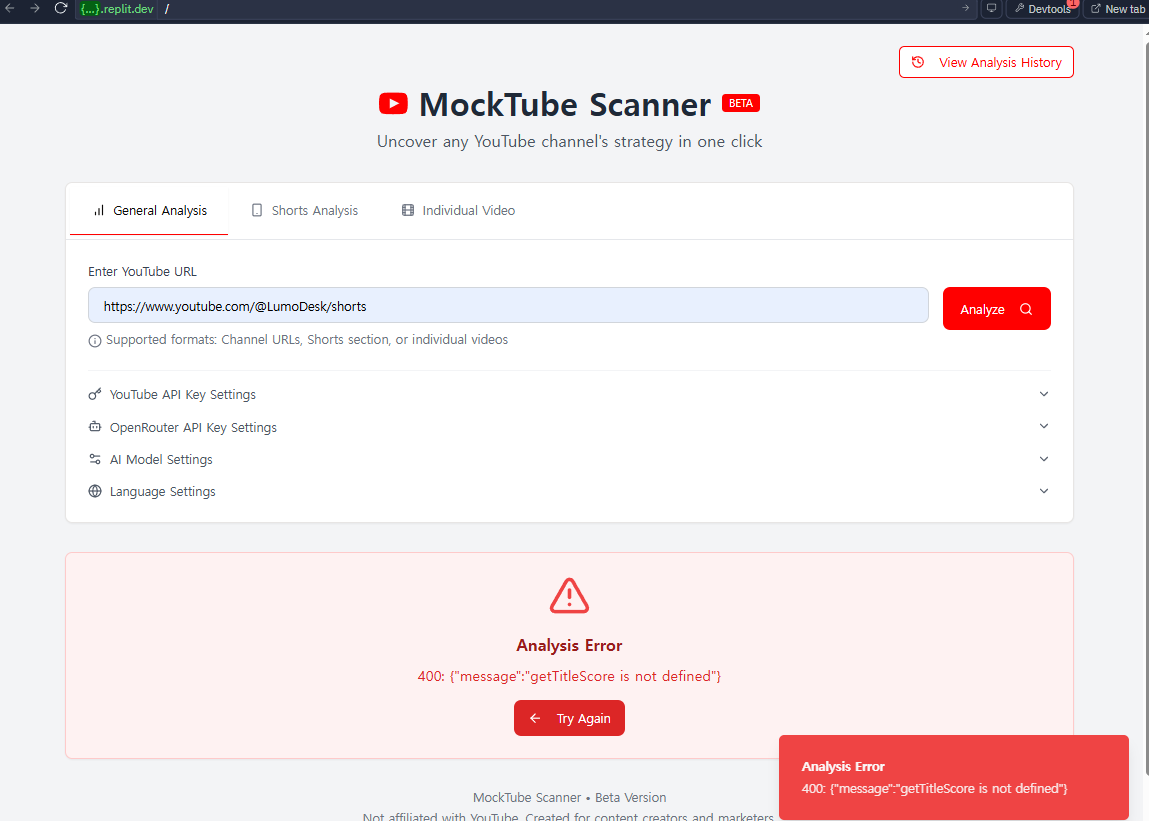 {...}.replit.dev /
Devtools 1
New tab
View Analysis History
MockTube Scanner BETA
Uncover any YouTube channel's strategy in one click
General Analysis
Shorts Analysis
Individual Video
Enter YouTube URL
https://www.youtube.com/@LumoDesk/shorts
Analyze
Supported formats: Channel URLs, Shorts section, or individual videos
YouTube API Key Settings
OpenRouter API Key Settings
AI Model Settings
Language Settings
Analysis Error
400: {"message":"getTitleScore is not defined"}
Try Again
Analysis Error
400: {"message":"getTitleScore is not defined"}
MockTube Scanner • Beta Version
Not affiliated with YouTube. Created for content creators and marketers